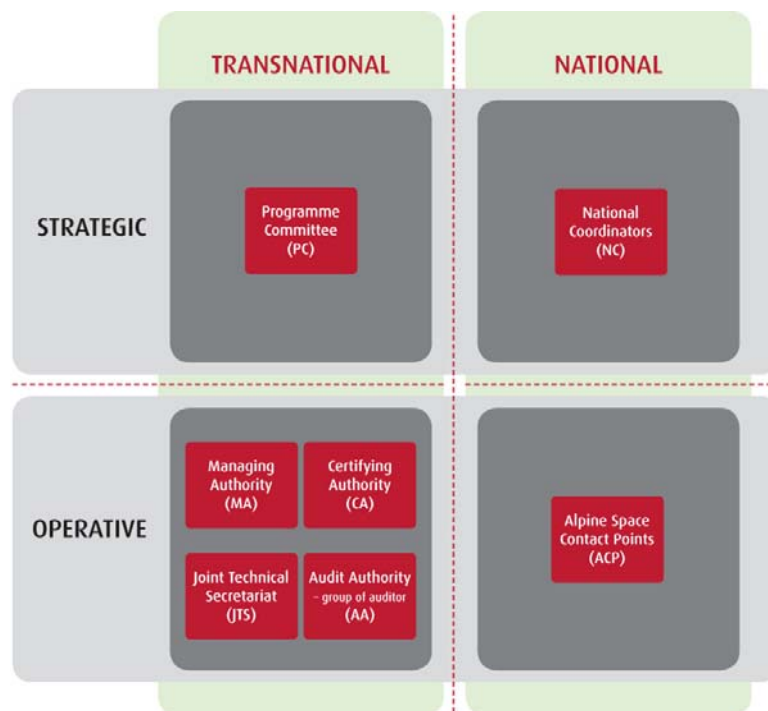 TRANSNATIONAL
NATIONAL
STRATEGIC
Programme
Committee
(PC)
National
Coordinators
(NC)
OPERATIVE
Managing
Authority
(MA)
Certifying
Authority
(CA)
Joint Technical
Secretariat
(JTS)
Audit Authority
– group of auditor
(AA)
Alpine Space
Contact Points
(ACP)